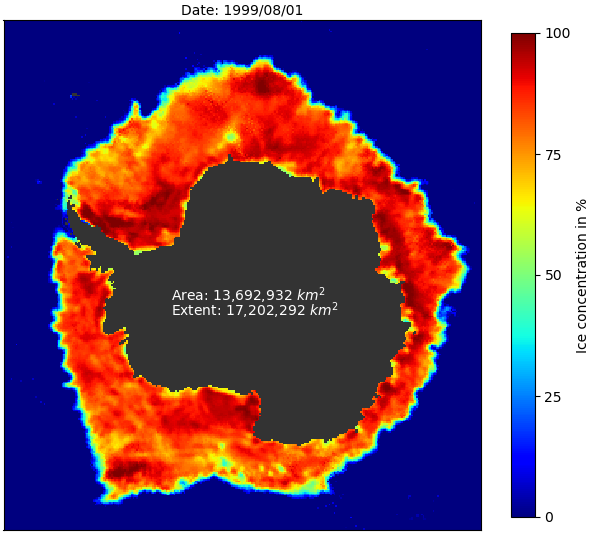 Date: 1999/08/01
Area: 13,692,932 km²
Extent: 17,202,292 km²
100
75
50
25
0
Ice concentration in %